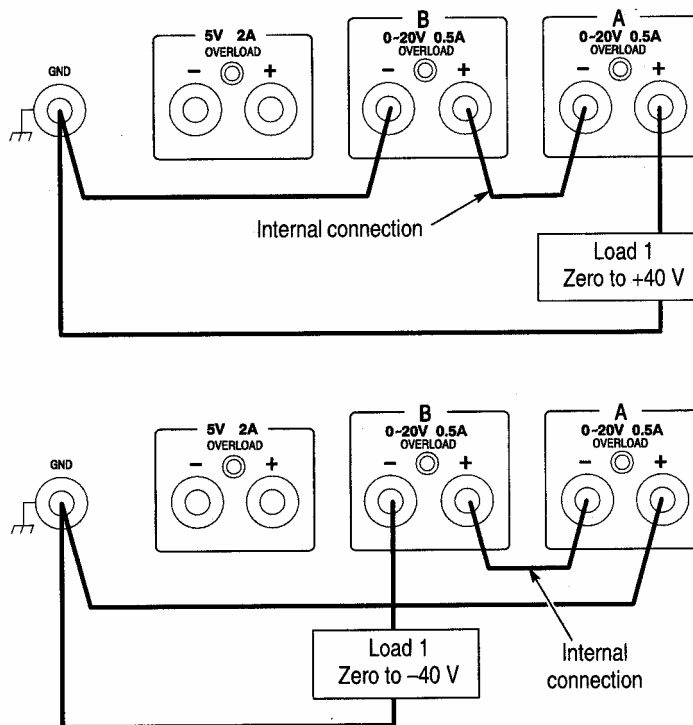 B
A
5V 2A
OVERLOAD
0~20V 0.5A
OVERLOAD
0~20V 0.5A
OVERLOAD
GND
− +
− +
− +
Internal connection
Load 1
Zero to +40 V
B
A
5V 2A
OVERLOAD
0~20V 0.5A
OVERLOAD
0~20V 0.5A
OVERLOAD
GND
− +
− +
− +
Load 1
Zero to −40 V
Internal
connection